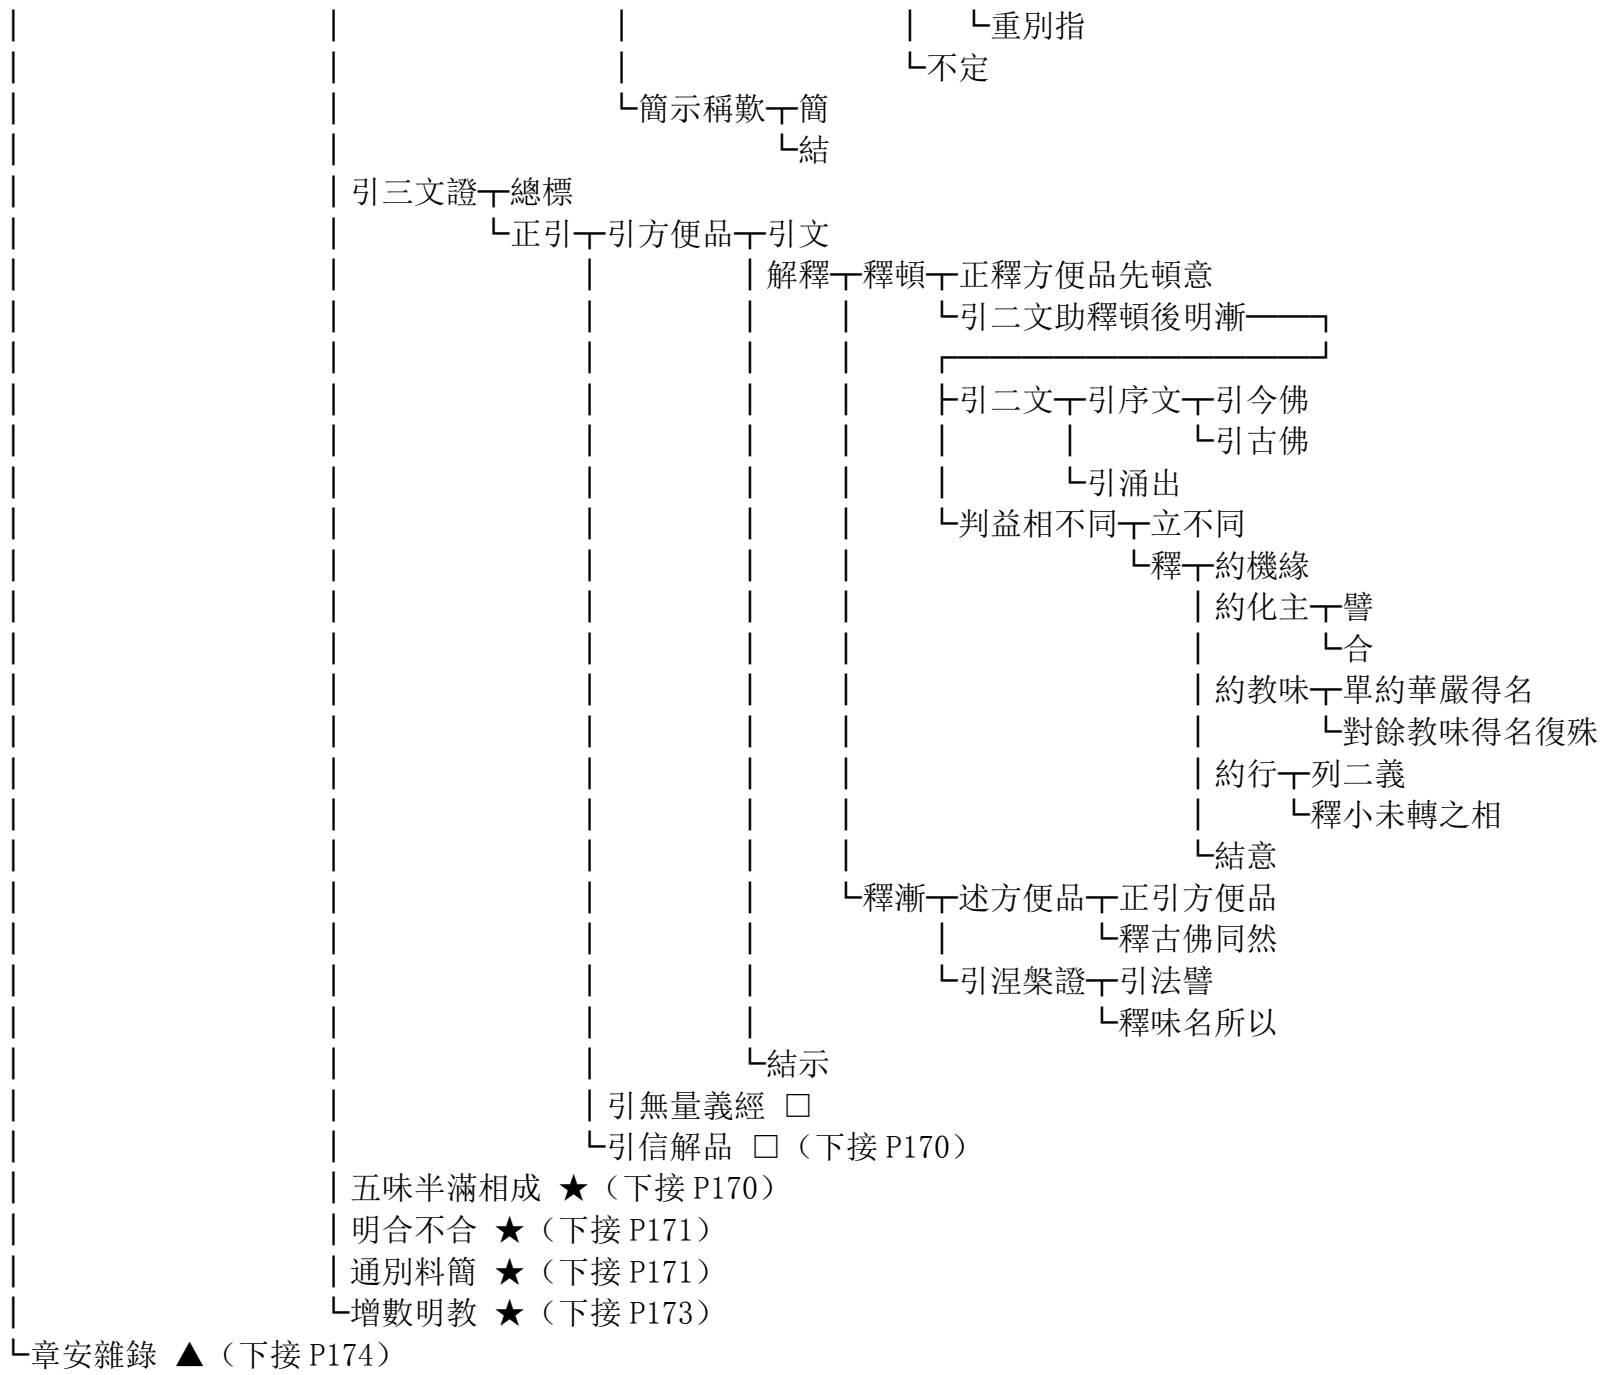 重別指
不定
簡示稱歎 簡
結
引三文證 總標
正引 引方便品 引文
解釋 釋頓 正釋方便品先頓意
引二文助釋頓後明漸
引二文 引序文 引今佛
引古佛
引涌出
判益相不同 立不同
釋 約機緣
約化主 譬
合
約教味 單約華嚴得名
對餘教味得名復殊
約行 列二義
釋小未轉之相
結意
釋漸 述方便品 正引方便品
釋古佛同然
引涅槃證 引法譬
釋味名所以
結示
引無量義經 □
引信解品 □（下接 P170）
五味半滿相成 ★（下接 P170）
明合不合 ★（下接 P171）
通別料簡 ★（下接 P171）
增數明教 ★（下接 P173）
章安雜錄 ▲（下接 P174）